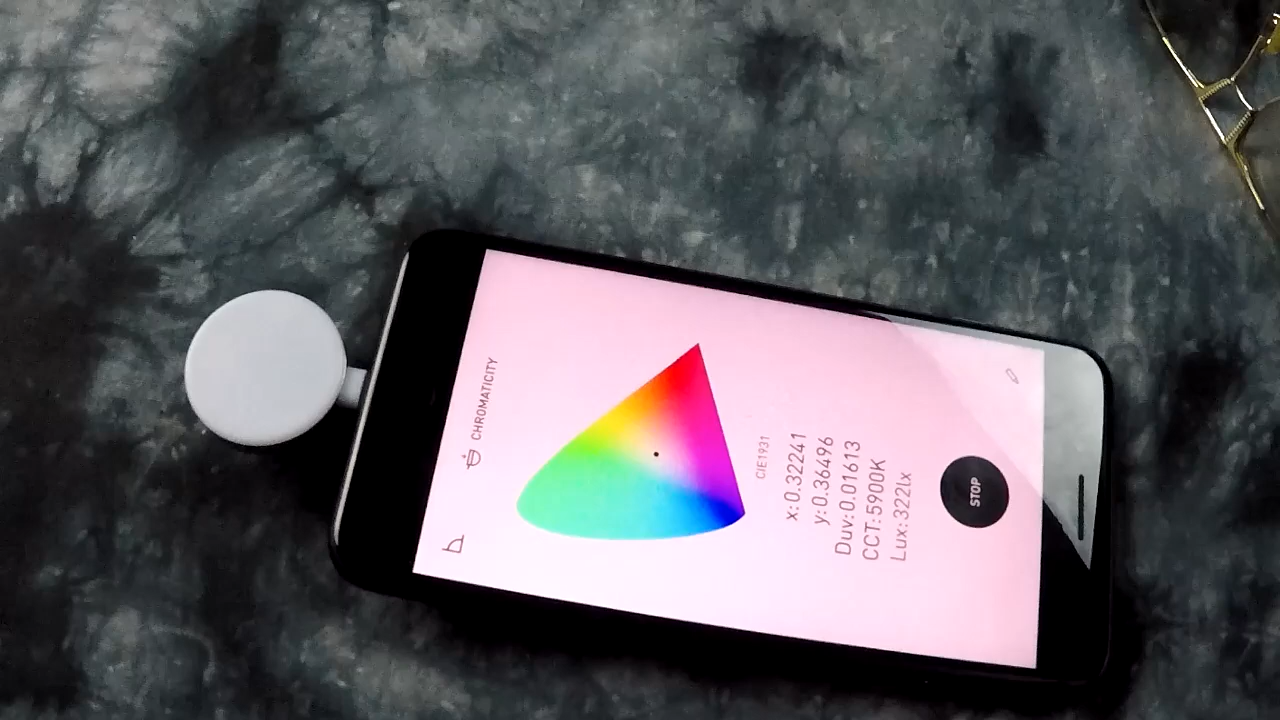 CHROMATICITY
CIE1931
x:0.32241
y:0.36496
Duv:0.01613
CCT:5900K
Lux:322lx
STOP